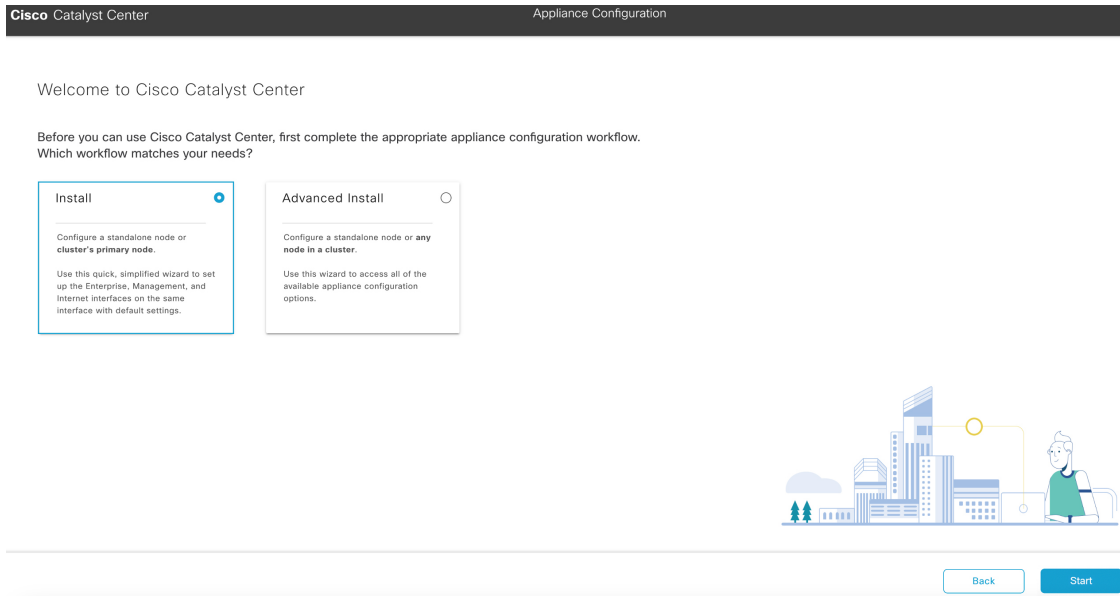 Cisco Catalyst Center
Appliance Configuration
Welcome to Cisco Catalyst Center
Before you can use Cisco Catalyst Center, first complete the appropriate appliance configuration workflow.
Which workflow matches your needs?
Install
Configure a standalone node or
cluster's primary node.
Use this quick, simplified wizard to set
up the Enterprise, Management, and
Internet interfaces on the same
interface with default settings.
Advanced Install
Configure a standalone node or any
node in a cluster.
Use this wizard to access all of the
available appliance configuration
options.
Back
Start